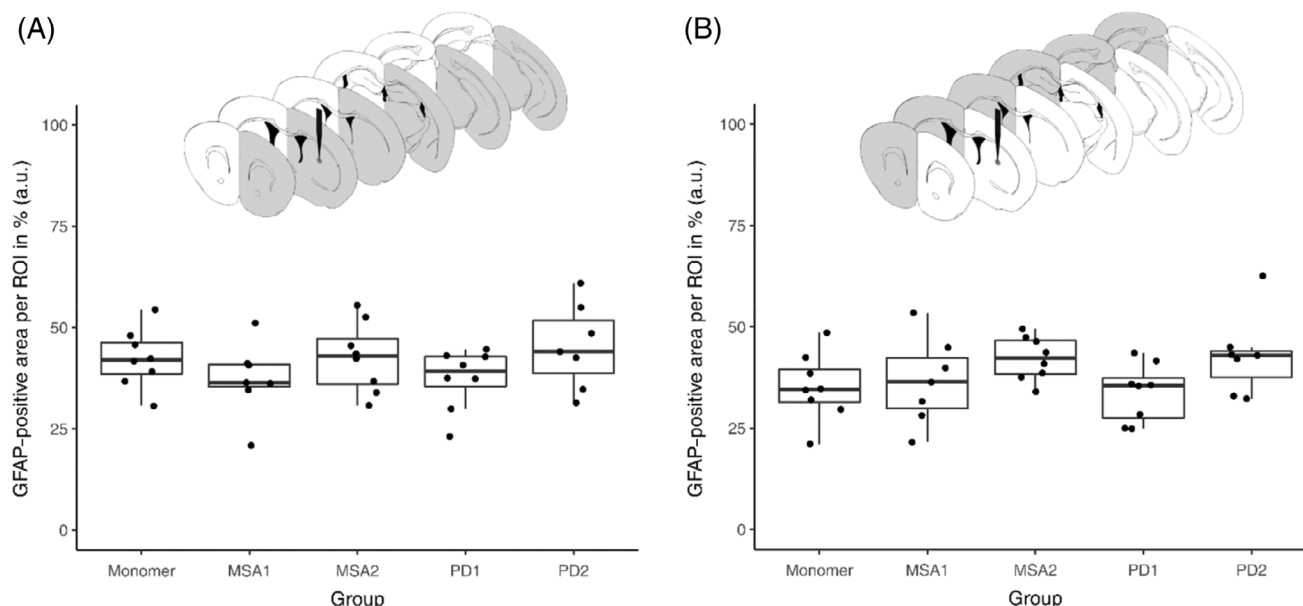 (A)
GFAP-positive area per ROI in % (a.u.)
100
75
50
25
0
Monomer MSA1 MSA2 PD1 PD2
Group
(B)
GFAP-positive area per ROI in % (a.u.)
100
75
50
25
0
Monomer MSA1 MSA2 PD1 PD2
Group